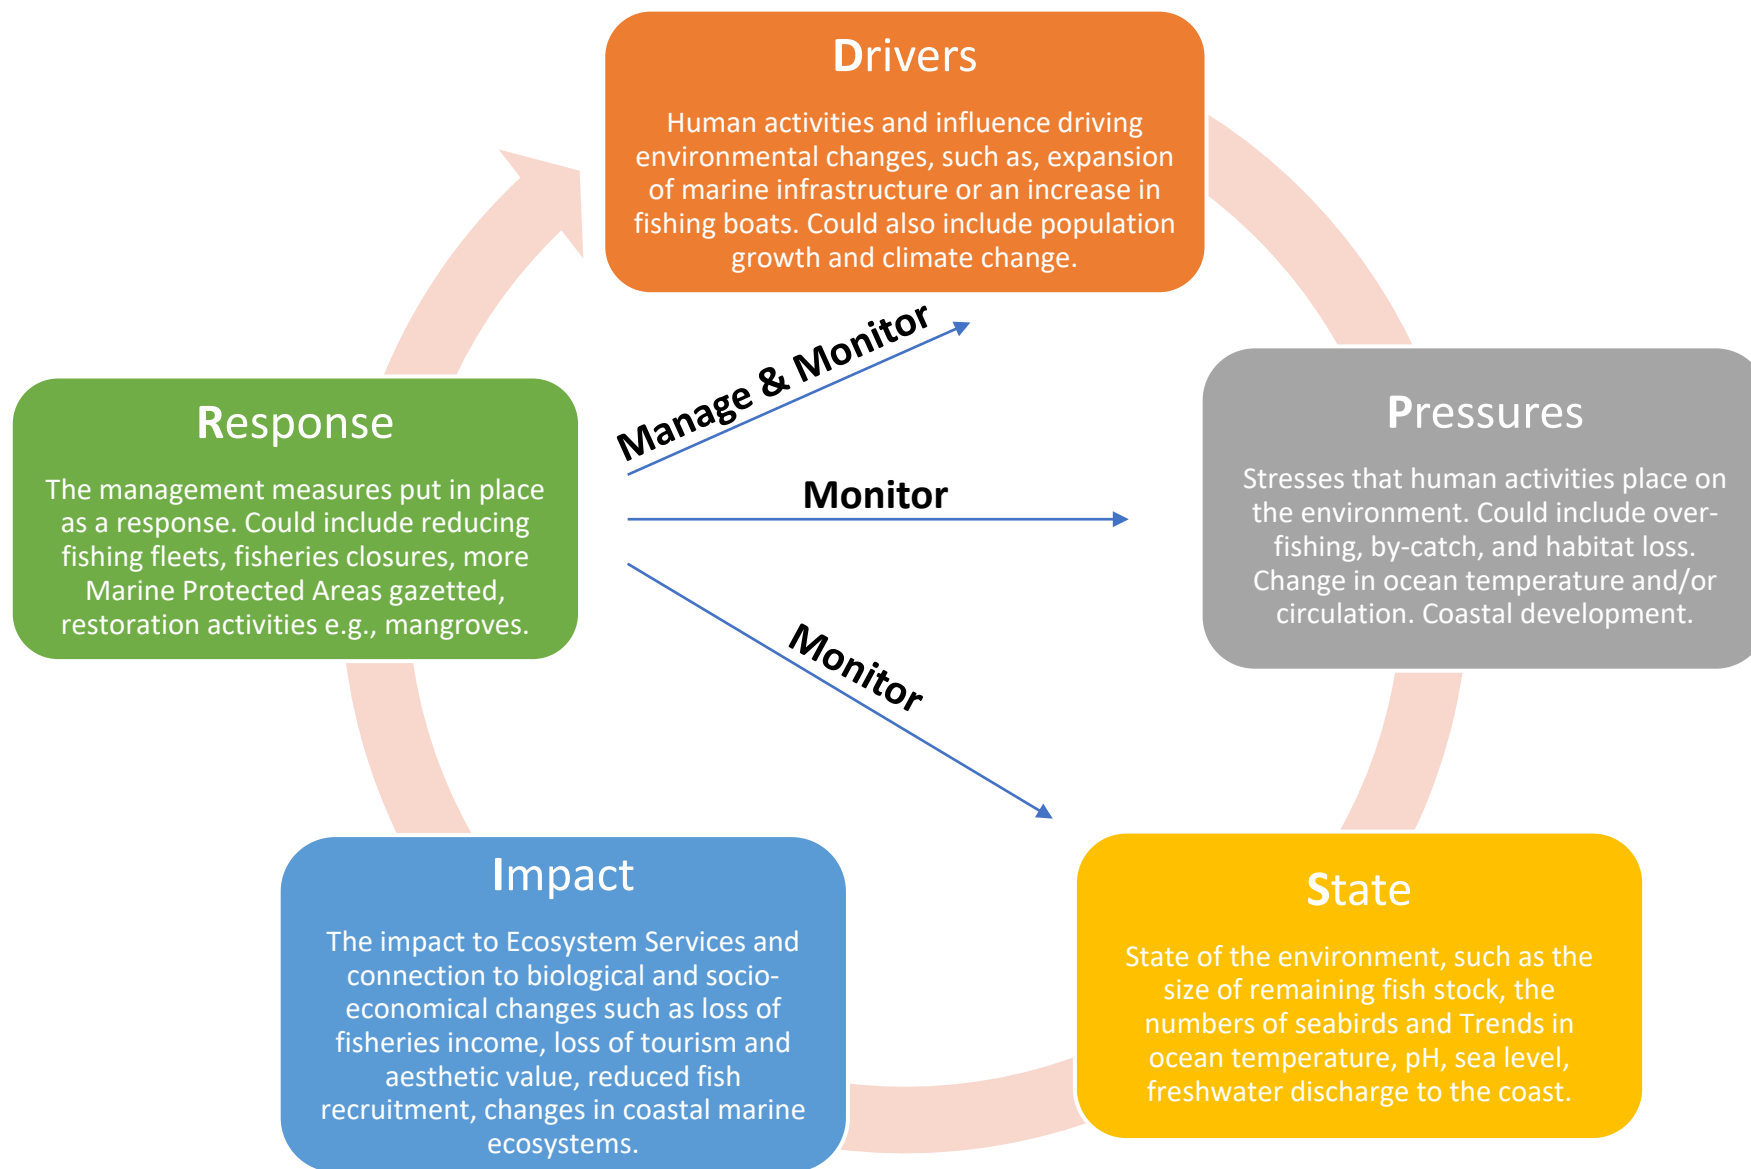 Drivers
Human activities and influence driving
environmental changes, such as, expansion
of marine infrastructure or an increase in
fishing boats. Could also include population
growth and climate change.
Manage & Monitor
Monitor
Monitor
Pressures
Stresses that human activities place on
the environment. Could include over-
fishing, by-catch, and habitat loss.
Change in ocean temperature and/or
circulation. Coastal development.
State
State of the environment, such as the
size of remaining fish stock, the
numbers of seabirds and Trends in
ocean temperature, pH, sea level,
freshwater discharge to the coast.
Impact
The impact to Ecosystem Services and
connection to biological and socio-
economical changes such as loss of
fisheries income, loss of tourism and
aesthetic value, reduced fish
recruitment, changes in coastal marine
ecosystems.
Response
The management measures put in place
as a response. Could include reducing
fishing fleets, fisheries closures, more
Marine Protected Areas gazetted,
restoration activities e.g., mangroves.